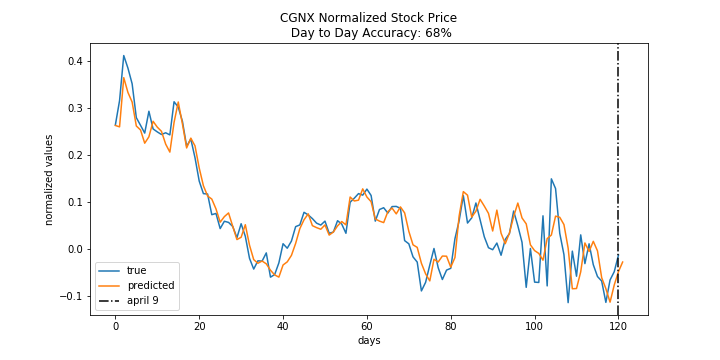 CGNX Normalized Stock Price
Day to Day Accuracy: 68%
normalized values
0.4
0.3
0.2
0.1
0.0
−0.1
true
predicted
april 9
0 20 40 60 80 100 120
days